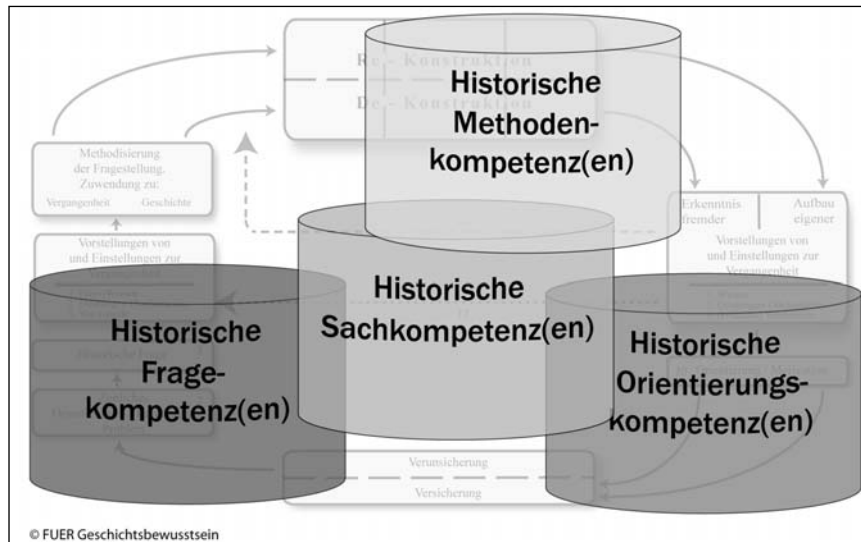 Re - Konstruktion
De - Konstruktion
Historische
Methoden-
kompetenz(en)
Methodisierung
der Fragestellung.
Zuwendung zu:
Vergangenheit Geschichte
Erkenntnis
fremder
Aufbau
eigener
Vorstellungen von
und Einstellungen zur
Vergangenheit
Vorstellungen von
und Einstellungen zur
Vergangenheit
Historische
Sachkompetenz(en)
Historische
Frage-
kompetenz(en)
Historische
Orientierungs-
kompetenz(en)
Verunsicherung
Versicherung
© FUER Geschichtsbewusstsein